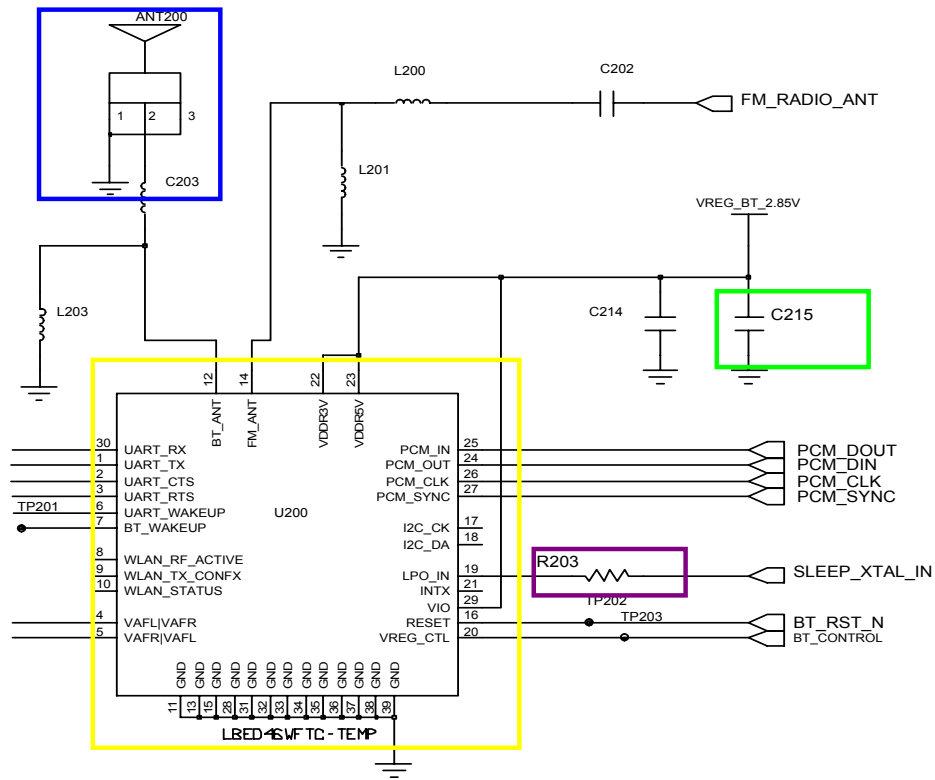 ANT200
1 2 3
C203
L203
L200
C202
FM_RADIO_ANT
L201
VREG_BT_2.85V
C214
C215
12
14
22
23
BT_ANT
FM_ANT
VDDR3V
VDDR5V
30 UART_RX
1 UART_TX
2 UART_CTS
3 UART_RTS
TP201
6 UART_WAKEUP
7 BT_WAKEUP
8 WLAN_RF_ACTIVE
9 WLAN_TX_CONFX
10 WLAN_STATUS
4 VAFL|VAFR
5 VAFR|VAFL
U200
PCM_IN 25
PCM_OUT 24
PCM_CLK 26
PCM_SYNC 27
I2C_CK 17
I2C_DA 18
LPO_IN 19
INTX 21
VIO 29
RESET 16
VREG_CTL 20
PCM_DOUT
PCM_DIN
PCM_CLK
PCM_SYNC
R203
SLEEP_XTAL_IN
TP202
TP203
BT_RST_N
BT_CONTROL
GND GND GND GND GND GND GND GND GND GND GND GND GND
11 13 15 28 31 32 33 34 35 36 37 38 39
LBED46WFTC-TEMP